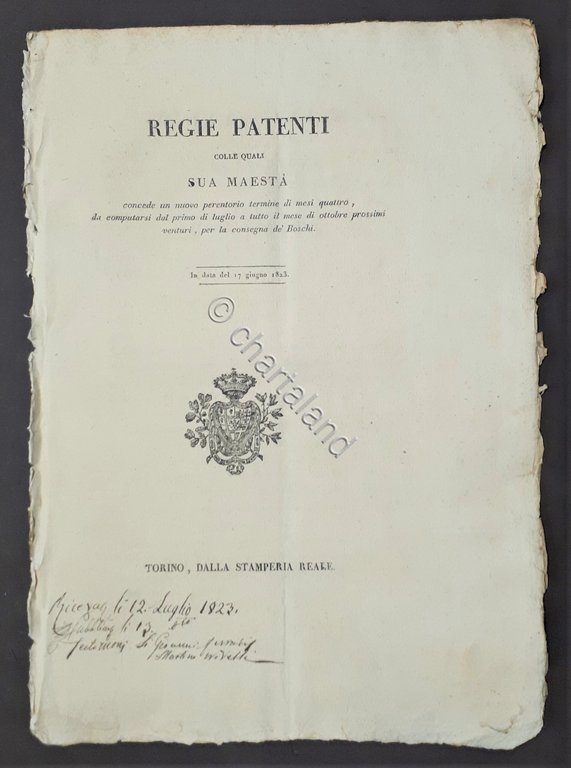 REGIE PATENTI
COLLE QUALI
SUA MAESTÀ
concede un nuovo perentorio termine di mesi quattro,
da computarsi dal primo di luglio a tutto il mese di ottobre prossimi
venturi, per la consegna de' Boschi.
In data del 17 giugno 1823.
© chartaland
TORINO, DALLA STAMPERIA REALE.
li 12 Luglio 1823.
li 13